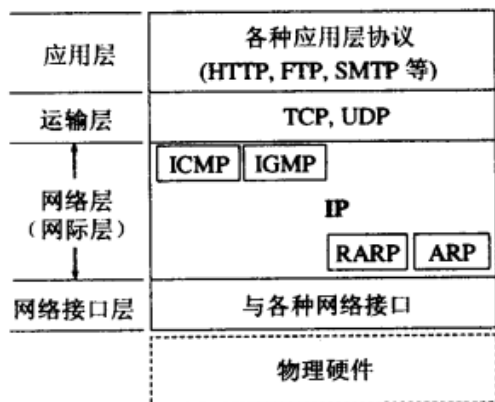 应用层
各种应用层协议
(HTTP, FTP, SMTP 等)
运输层
TCP, UDP
网络层
（网际层）
ICMP
IGMP
IP
RARP
ARP
网络接口层
与各种网络接口
物理硬件